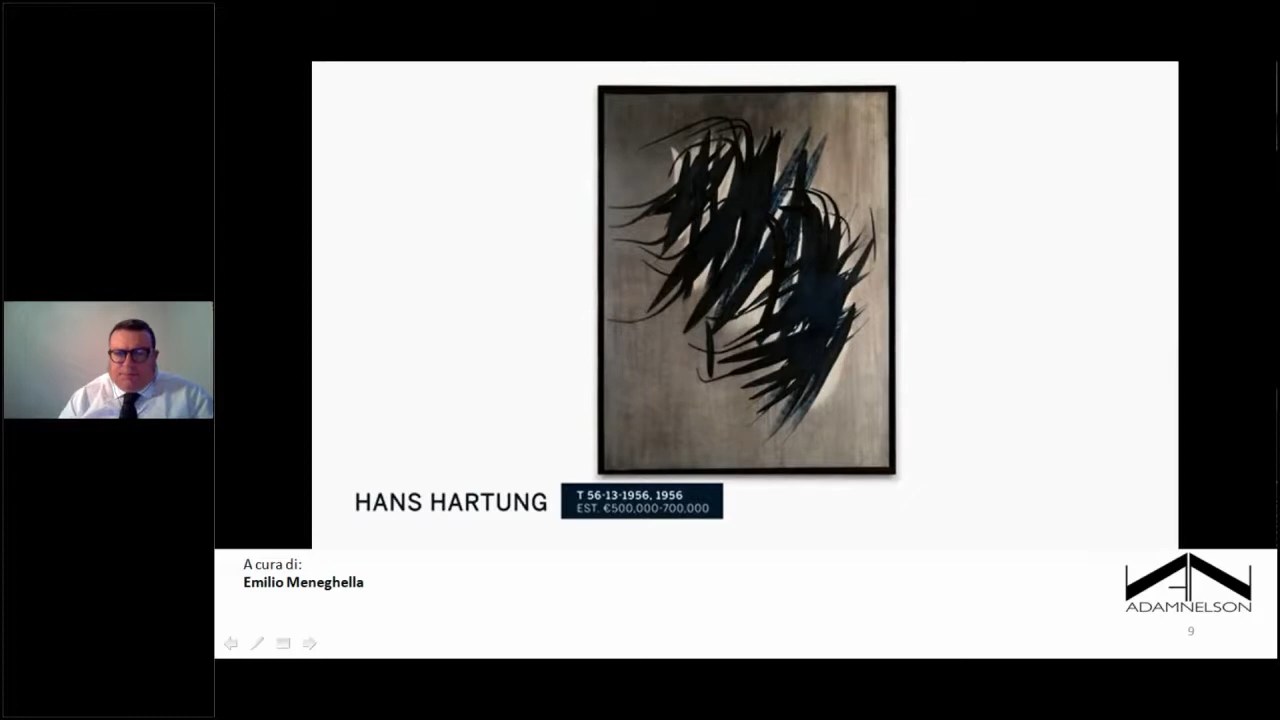 HANS HARTUNG
T 56-13-1956, 1956
EST. €500,000-700,000
A cura di:
Emilio Meneghella
ADAMNELSON
9